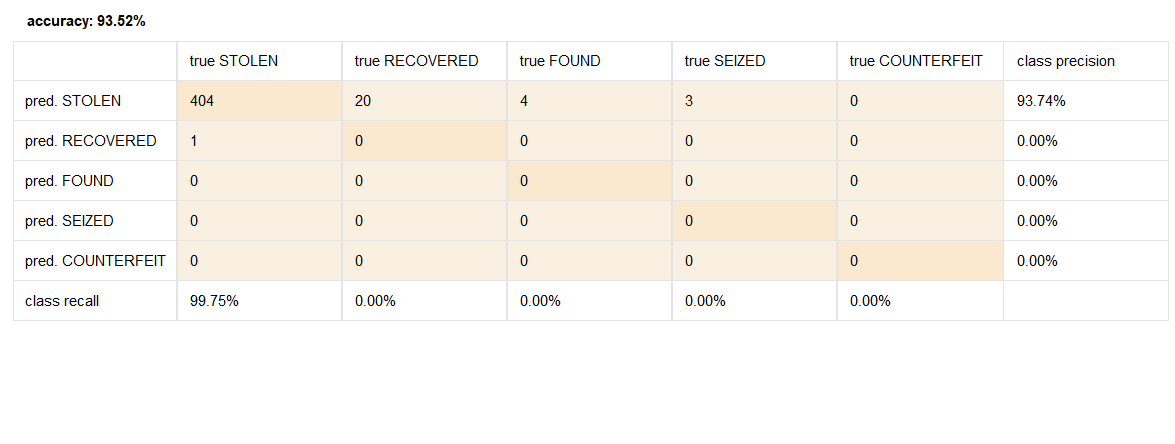 accuracy: 93.52%
true STOLEN true RECOVERED true FOUND true SEIZED true COUNTERFEIT class precision
pred. STOLEN 404 20 4 3 0 93.74%
pred. RECOVERED 1 0 0 0 0 0.00%
pred. FOUND 0 0 0 0 0 0.00%
pred. SEIZED 0 0 0 0 0 0.00%
pred. COUNTERFEIT 0 0 0 0 0 0.00%
class recall 99.75% 0.00% 0.00% 0.00% 0.00%